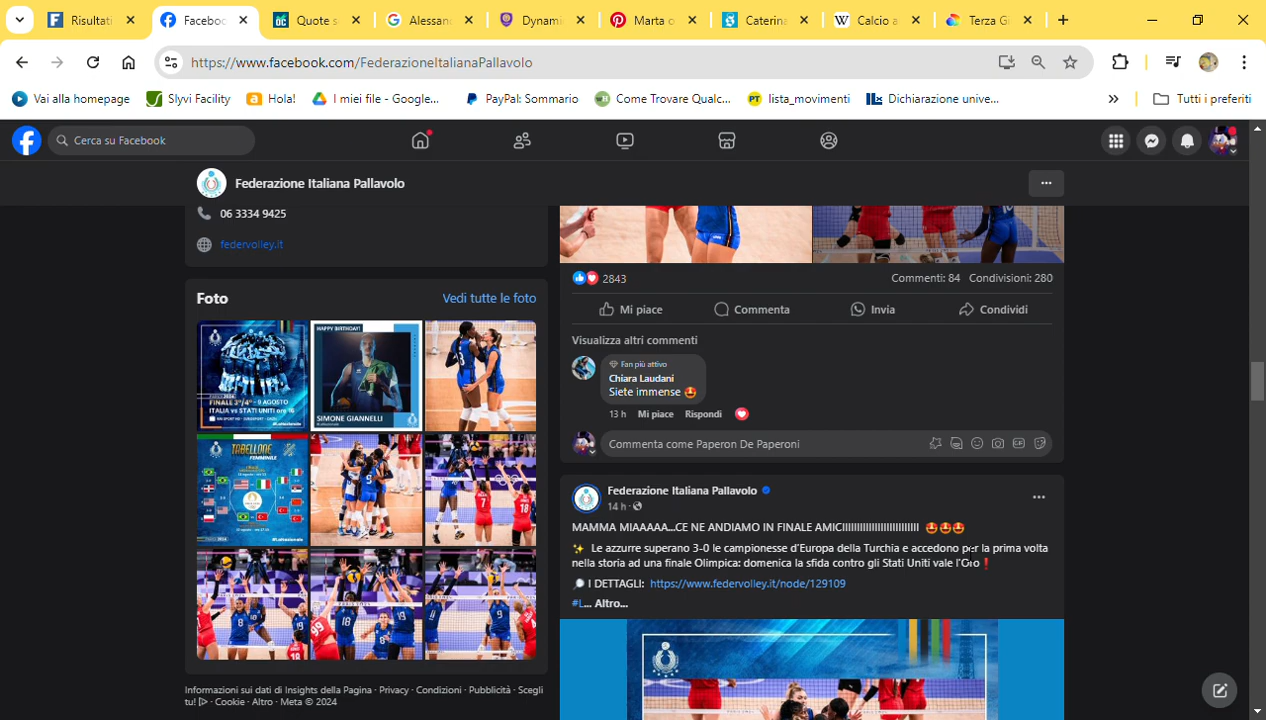 Risultati
Faceboo
Quote s
Alessan
Dynami
Marta o
Caterina
Calcio a
Terza Gi
https://www.facebook.com/FederazioneItalianaPallavolo
Vai alla homepage
Slyvi Facility
Hola!
I miei file - Google...
PayPal: Sommario
Come Trovare Qualc...
lista_movimenti
Dichiarazione unive...
Tutti i preferiti
Cerca su Facebook
Federazione Italiana Pallavolo
06 3334 9425
federvolley.it
Foto
Vedi tutte le foto
FINALE 3°/4° - 9 AGOSTO
ITALIA vs STATI UNITI ore 16
HAPPY BIRTHDAY!
SIMONE GIANNELLI
TABELLONE
FEMMINILE
Informazioni sui dati di Insights della Pagina · Privacy · Condizioni · Pubblicità · Scegli
tu! · Cookie · Altro · Meta © 2024
2843
Commenti: 84
Condivisioni: 280
Mi piace
Commenta
Invia
Condividi
Visualizza altri commenti
Fan più attivo
Chiara Laudani
Siete immense 🤩
13 h
Mi piace
Rispondi
Commenta come Paperon De Paperoni
Federazione Italiana Pallavolo
14 h ·
MAMMA MIAAAAA...CE NE ANDIAMO IN FINALE AMICIIIIIIIIIIIIIIIIIIIIIIIIII 🤩🤩🤩
✨ Le azzurre superano 3-0 le campionesse d'Europa della Turchia e accedono per la prima volta
nella storia ad una finale Olimpica: domenica la sfida contro gli Stati Uniti vale l'Oro❗
I DETTAGLI: https://www.federvolley.it/node/129109
#L... Altro...